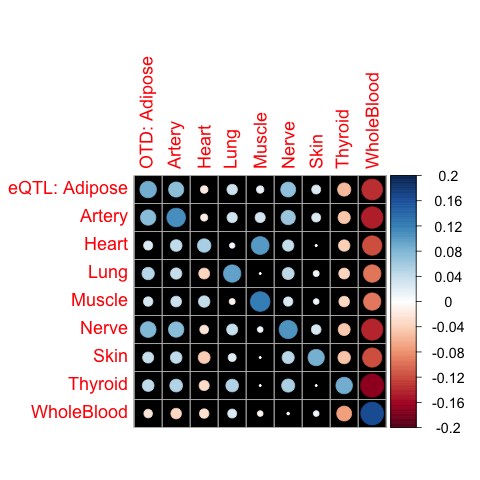 OTD: Adipose
Artery
Heart
Lung
Muscle
Nerve
Skin
Thyroid
WholeBlood
eQTL: Adipose
Artery
Heart
Lung
Muscle
Nerve
Skin
Thyroid
WholeBlood
0.2
0.16
0.12
0.08
0.04
0
-0.04
-0.08
-0.12
-0.16
-0.2